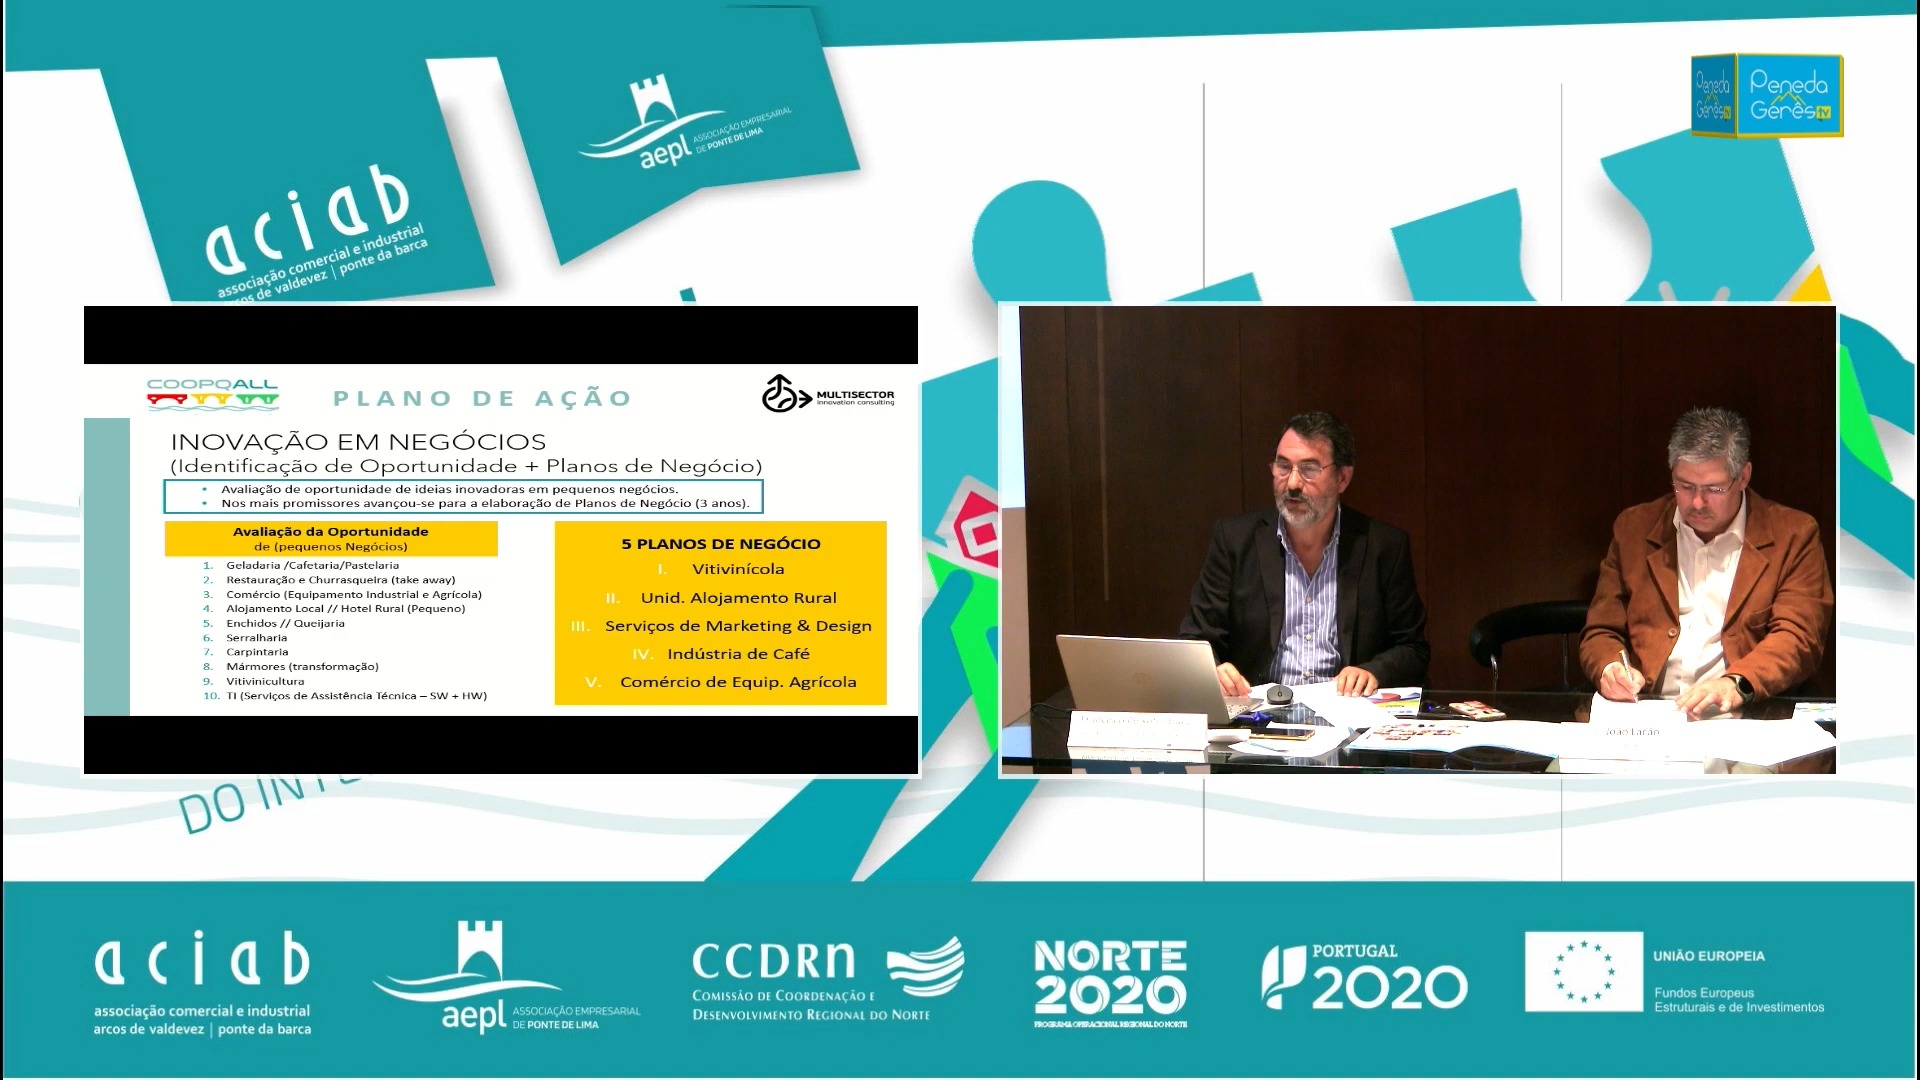 aciab
associação comercial e industrial
arcos de valdevez | ponte da barca
aepl
ASSOCIAÇÃO EMPRESARIAL
DE PONTE DE LIMA
Peneda
Gerês tv
Peneda
Gerês
COOPQALL
PLANO DE AÇÃO
MULTISECTOR
innovation consulting
INOVAÇÃO EM NEGÓCIOS
(Identificação de Oportunidade + Planos de Negócio)
• Avaliação de oportunidade de ideias inovadoras em pequenos negócios.
• Nos mais promissores avançou-se para a elaboração de Planos de Negócio (3 anos).
Avaliação da Oportunidade
de (pequenos Negócios)
1. Geladaria /Cafetaria/Pastelaria
2. Restauração e Churrasqueira (take away)
3. Comércio (Equipamento Industrial e Agrícola)
4. Alojamento Local // Hotel Rural (Pequeno)
5. Enchidos // Queijaria
6. Serralharia
7. Carpintaria
8. Mármores (transformação)
9. Vitivinicultura
10. TI (Serviços de Assistência Técnica – SW + HW)
5 PLANOS DE NEGÓCIO
I. Vitivinícola
II. Unid. Alojamento Rural
III. Serviços de Marketing & Design
IV. Indústria de Café
V. Comércio de Equip. Agrícola
João Larão
DO INTE
aciab
associação comercial e industrial
arcos de valdevez | ponte da barca
aepl
ASSOCIAÇÃO EMPRESARIAL
DE PONTE DE LIMA
CCDRn
COMISSÃO DE COORDENAÇÃO E
DESENVOLVIMENTO REGIONAL DO NORTE
NORTE
2020
PROGRAMA OPERACIONAL REGIONAL DO NORTE
PORTUGAL
2020
UNIÃO EUROPEIA
Fundos Europeus
Estruturais e de Investimentos